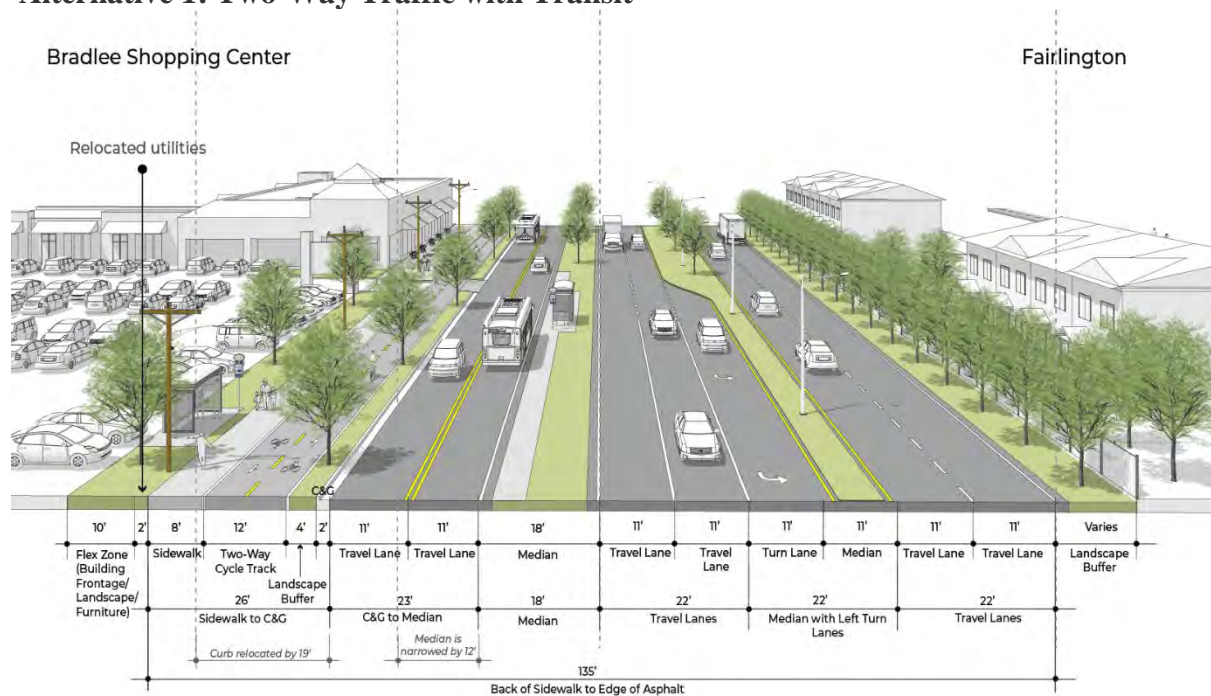 Alternative 1: Two-Way Traffic with Transit
Bradlee Shopping Center
Fairlington
Relocated utilities
C&G
10' 2' 8' 12' 4' 2' 11' 11' 18' 11' 11' 11' 11' 11' 11' Varies
Flex Zone
(Building
Frontage/
Landscape/
Furniture)
Sidewalk
Two-Way
Cycle Track
Landscape
Buffer
Travel Lane
Travel Lane
Median
Travel Lane
Travel
Lane
Turn Lane
Median
Travel Lane
Travel Lane
Landscape
Buffer
26'
Sidewalk to C&G
23'
C&G to Median
18'
Median
22'
Travel Lanes
22'
Median with Left Turn
Lanes
22'
Travel Lanes
Curb relocated by 19'
Median is
narrowed by 12'
135'
Back of Sidewalk to Edge of Asphalt